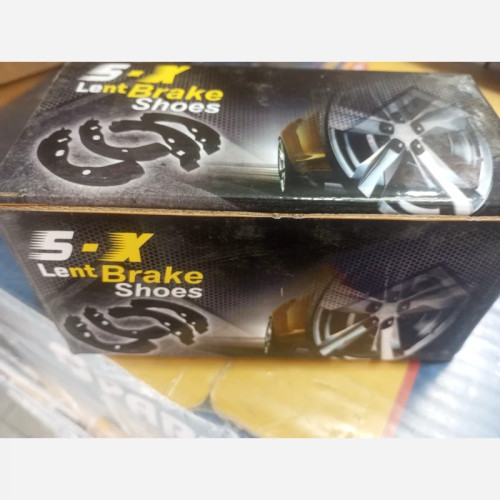 S-X
Lent Brake
Shoes
S-X
Lent Brake
Shoes